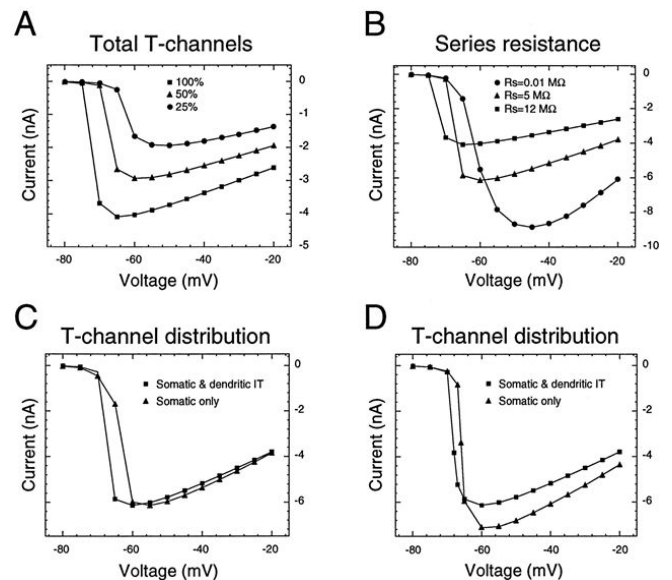 A
Total T-channels
100%
50%
25%
0
-1
-2
-3
-4
-5
Current (nA)
-80 -60 -40 -20
Voltage (mV)
B
Series resistance
Rs=0.01 MΩ
Rs=5 MΩ
Rs=12 MΩ
0
-2
-4
-6
-8
-10
Current (nA)
-80 -60 -40 -20
Voltage (mV)
C
T-channel distribution
Somatic & dendritic IT
Somatic only
0
-2
-4
-6
Current (nA)
-80 -60 -40 -20
Voltage (mV)
D
T-channel distribution
Somatic & dendritic IT
Somatic only
0
-2
-4
-6
Current (nA)
-80 -60 -40 -20
Voltage (mV)